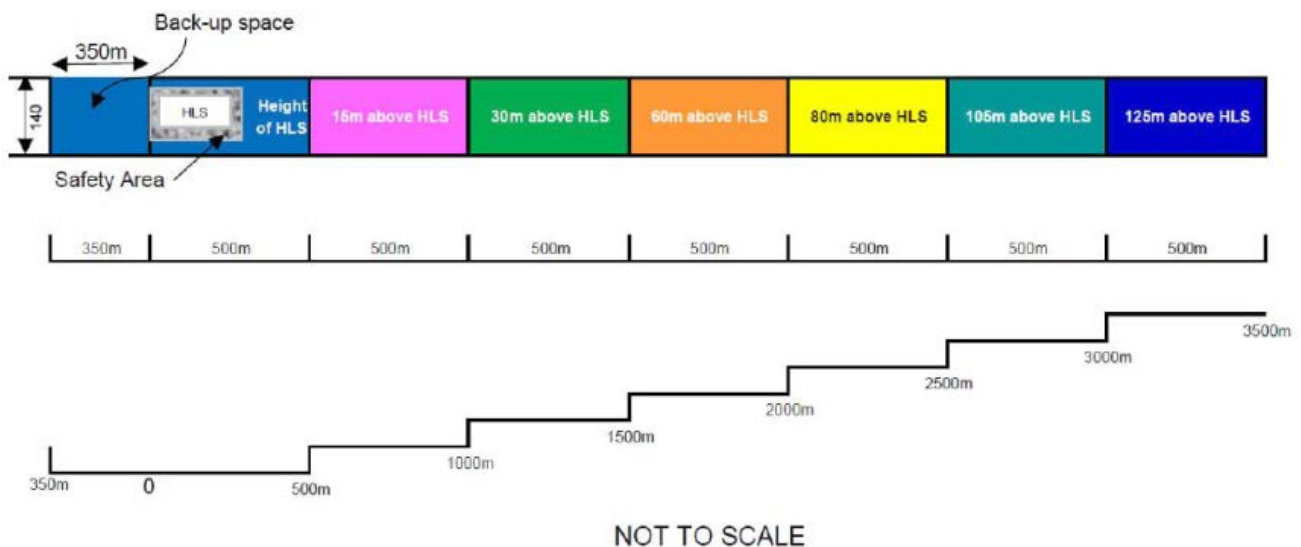 Back-up space
350m
140
HLS
Height
of HLS
15m above HLS
30m above HLS
60m above HLS
80m above HLS
105m above HLS
125m above HLS
Safety Area
350m
500m
500m
500m
500m
500m
500m
500m
3500m
3000m
2500m
2000m
1500m
1000m
350m
0
500m
NOT TO SCALE